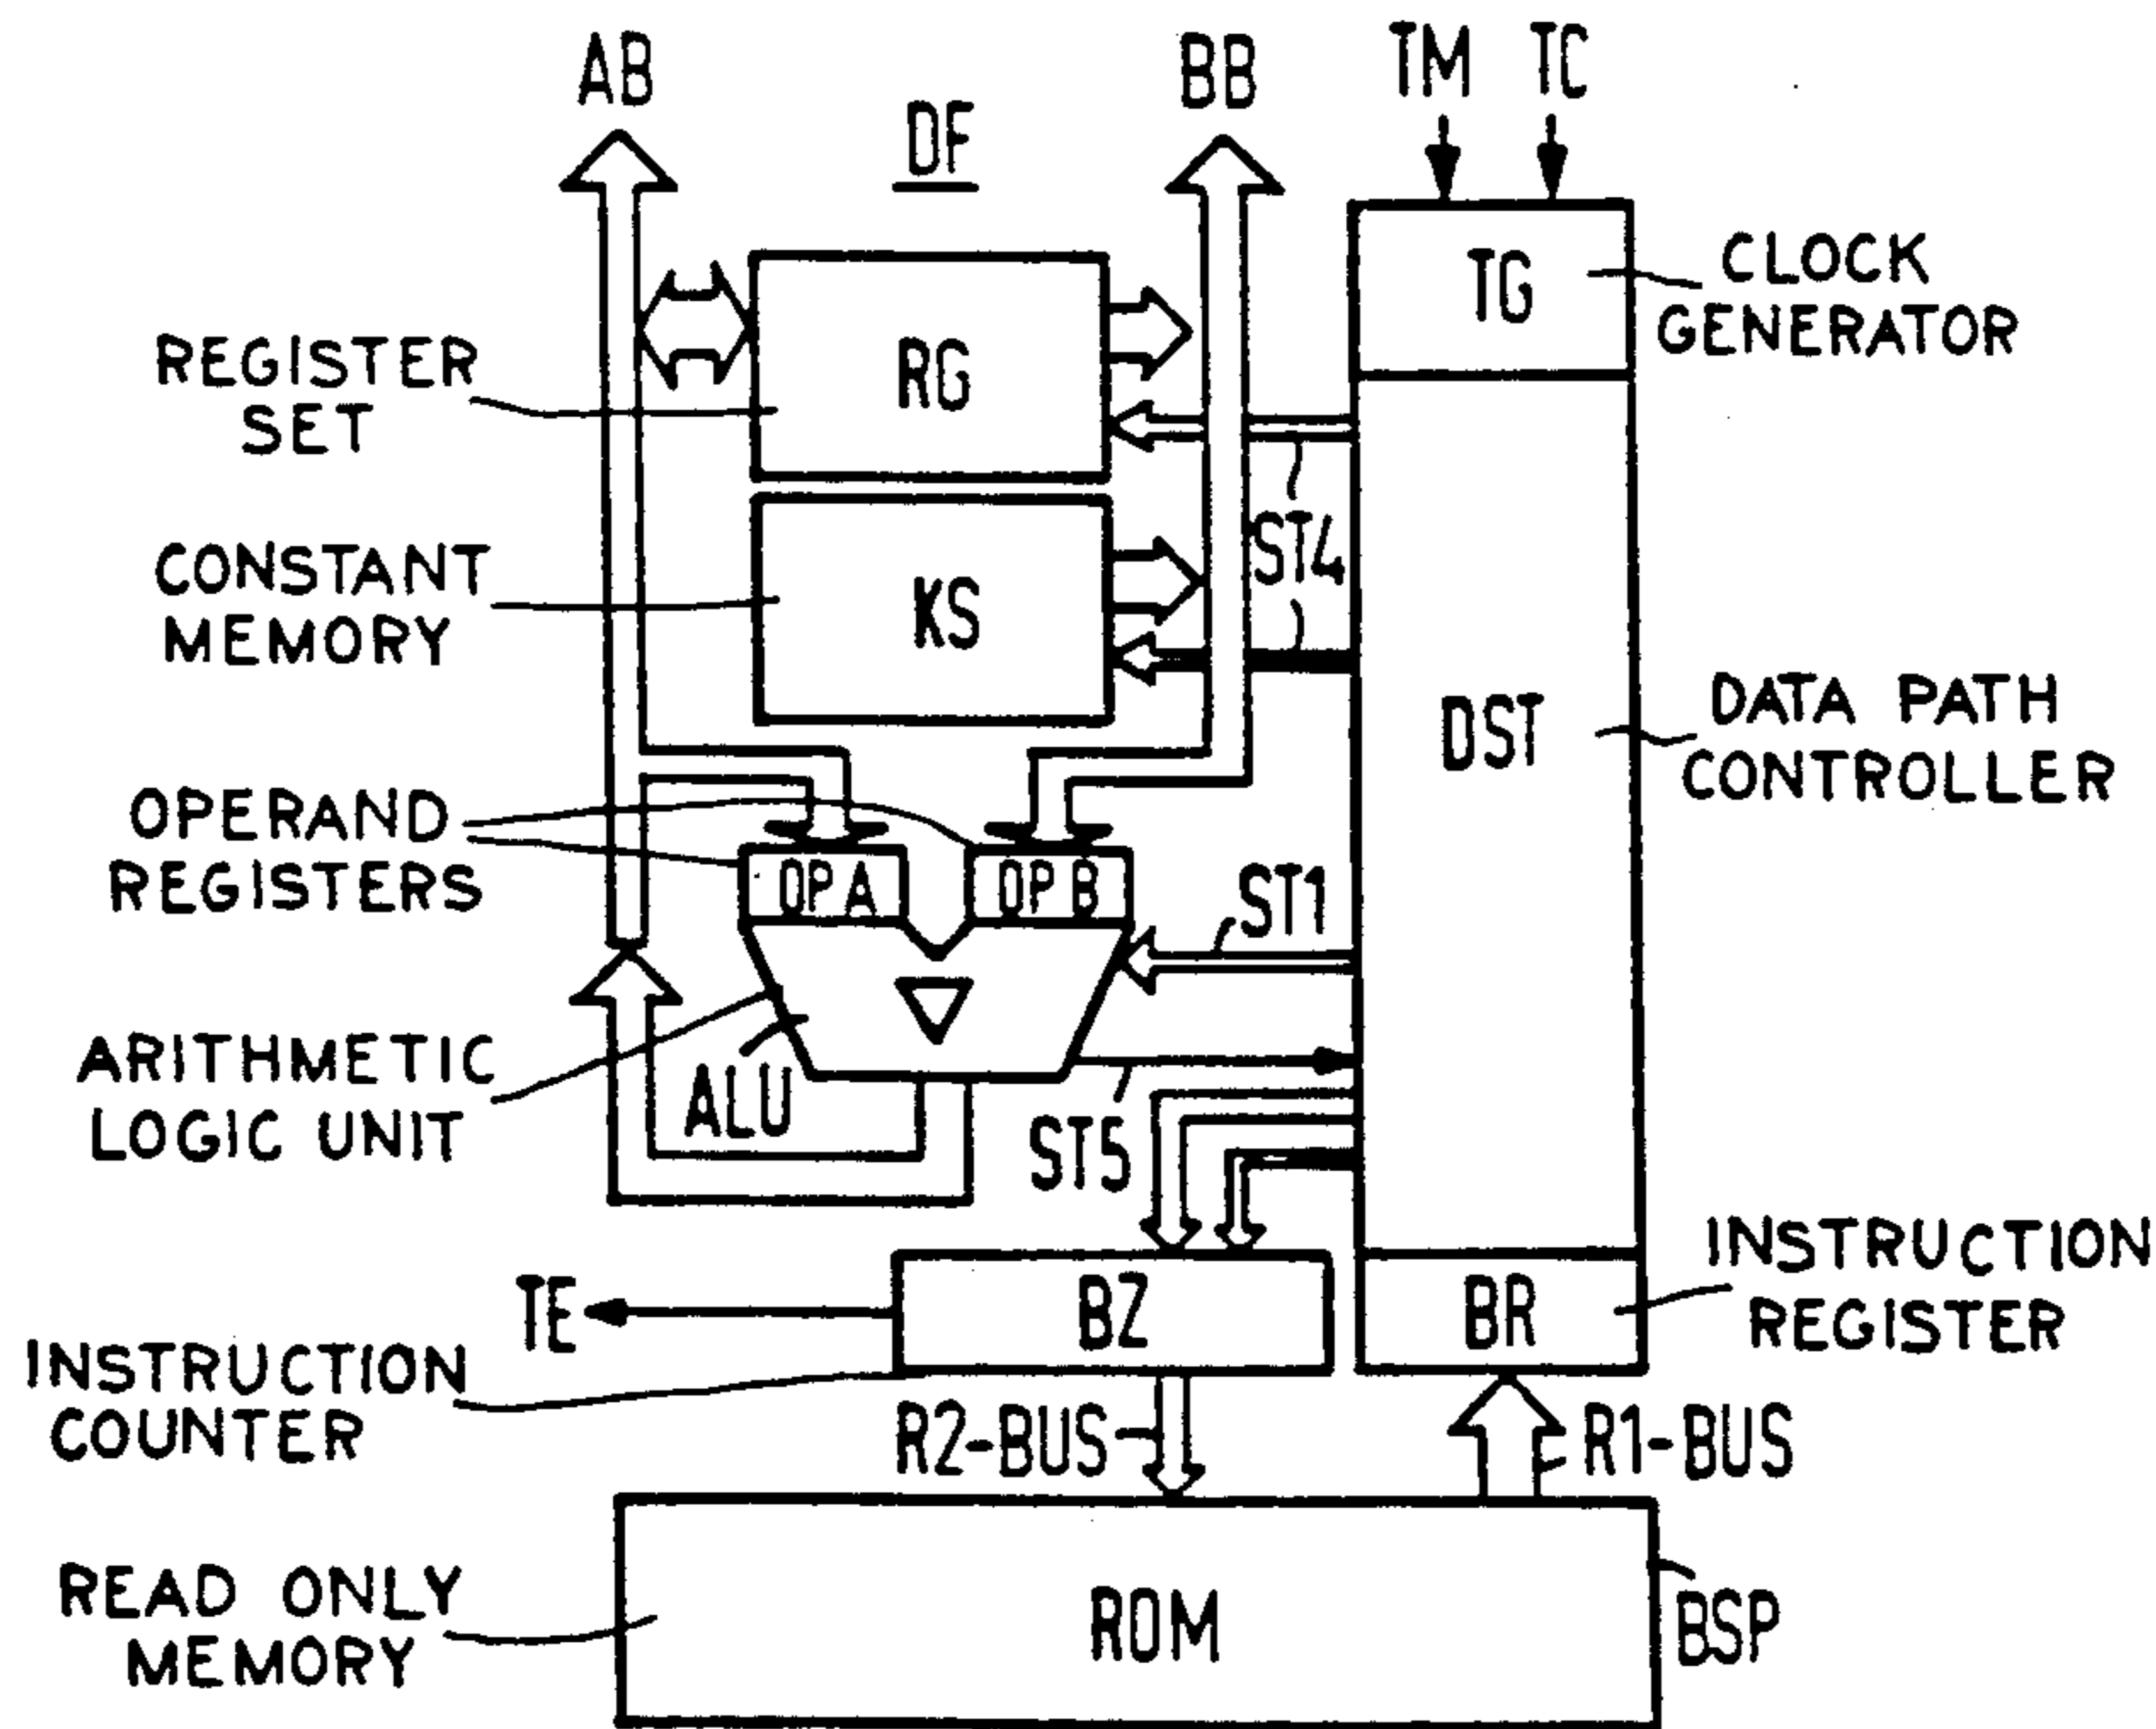 AB
DF
BB
TM
TC
TG
CLOCK
GENERATOR
REGISTER
SET
RG
CONSTANT
MEMORY
KS
ST4
DST
DATA PATH
CONTROLLER
OPERAND
REGISTERS
OPA
OPB
ST1
ARITHMETIC
LOGIC UNIT
ALU
ST5
INSTRUCTION
REGISTER
TE
BZ
BR
INSTRUCTION
COUNTER
R2-BUS
R1-BUS
READ ONLY
MEMORY
ROM
BSP